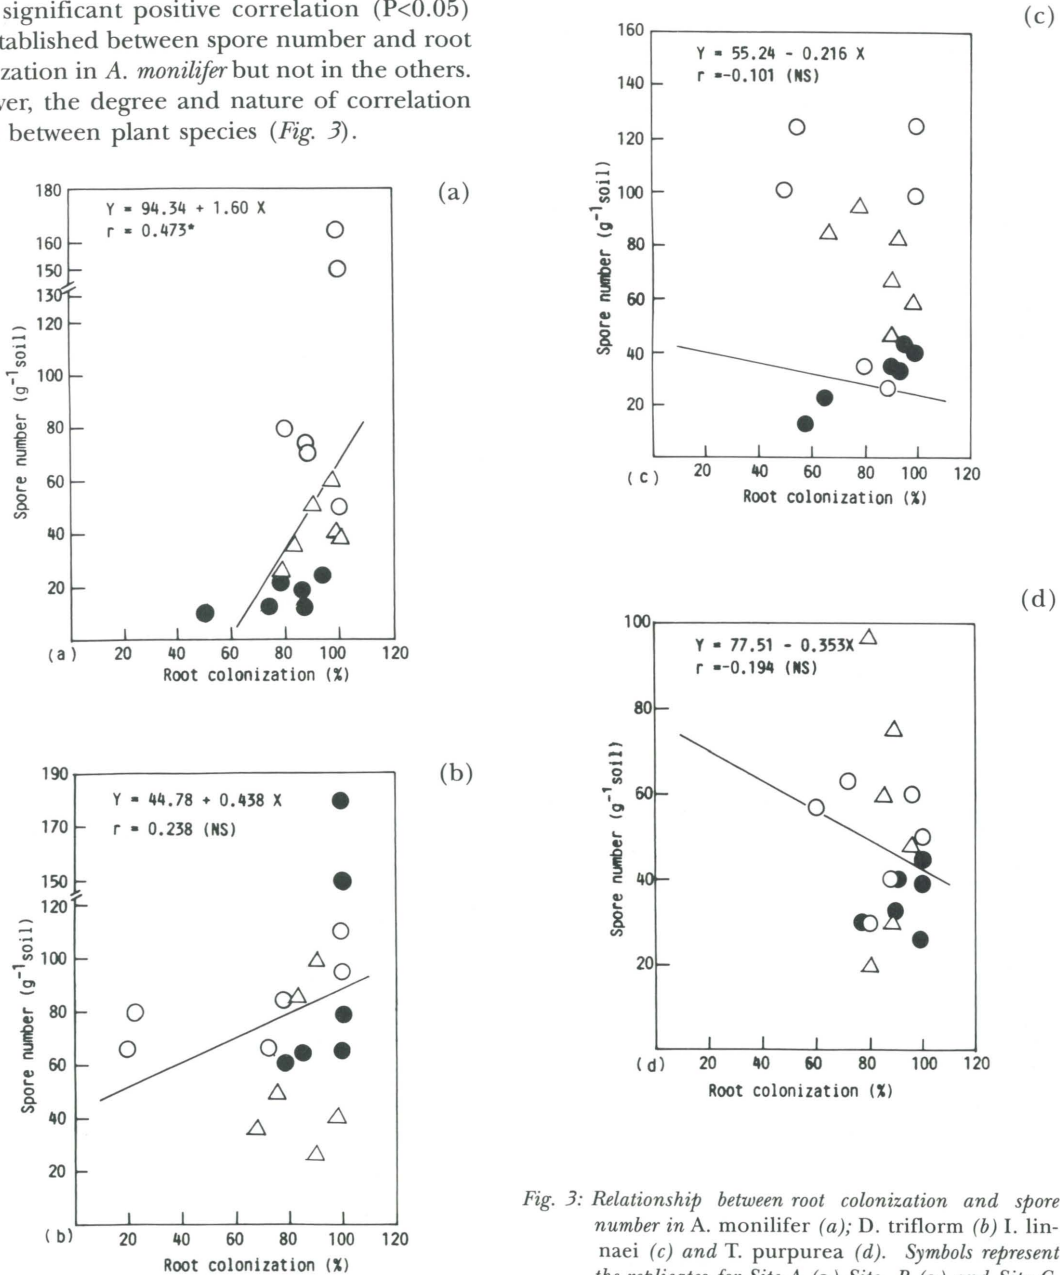 significant positive correlation (P<0.05)
tablished between spore number and root
zation in A. monilifer but not in the others.
ver, the degree and nature of correlation
between plant species (Fig. 3).
(a)
180
160
150
130
120
100
80
60
40
20
Y = 94.34 + 1.60 X
r = 0.473*
Spore number (g⁻¹soil)
(a) 20 40 60 80 100 120
Root colonization (%)
(b)
190
170
150
120
100
80
60
40
20
Y = 44.78 + 0.438 X
r = 0.238 (NS)
Spore number (g⁻¹soil)
(b) 20 40 60 80 100 120
Root colonization (%)
(c)
160
140
120
100
80
60
40
20
Y = 55.24 - 0.216 X
r =-0.101 (NS)
Spore number (g⁻¹soil)
(c) 20 40 60 80 100 120
Root colonization (%)
(d)
100
80
60
40
20
Y = 77.51 - 0.353X
r =-0.194 (NS)
Spore number (g⁻¹soil)
(d) 20 40 60 80 100 120
Root colonization (%)
Fig. 3: Relationship between root colonization and spore
number in A. monilifer (a); D. triflorm (b) I. lin-
naei (c) and T. purpurea (d). Symbols represent
the replicates for Site A